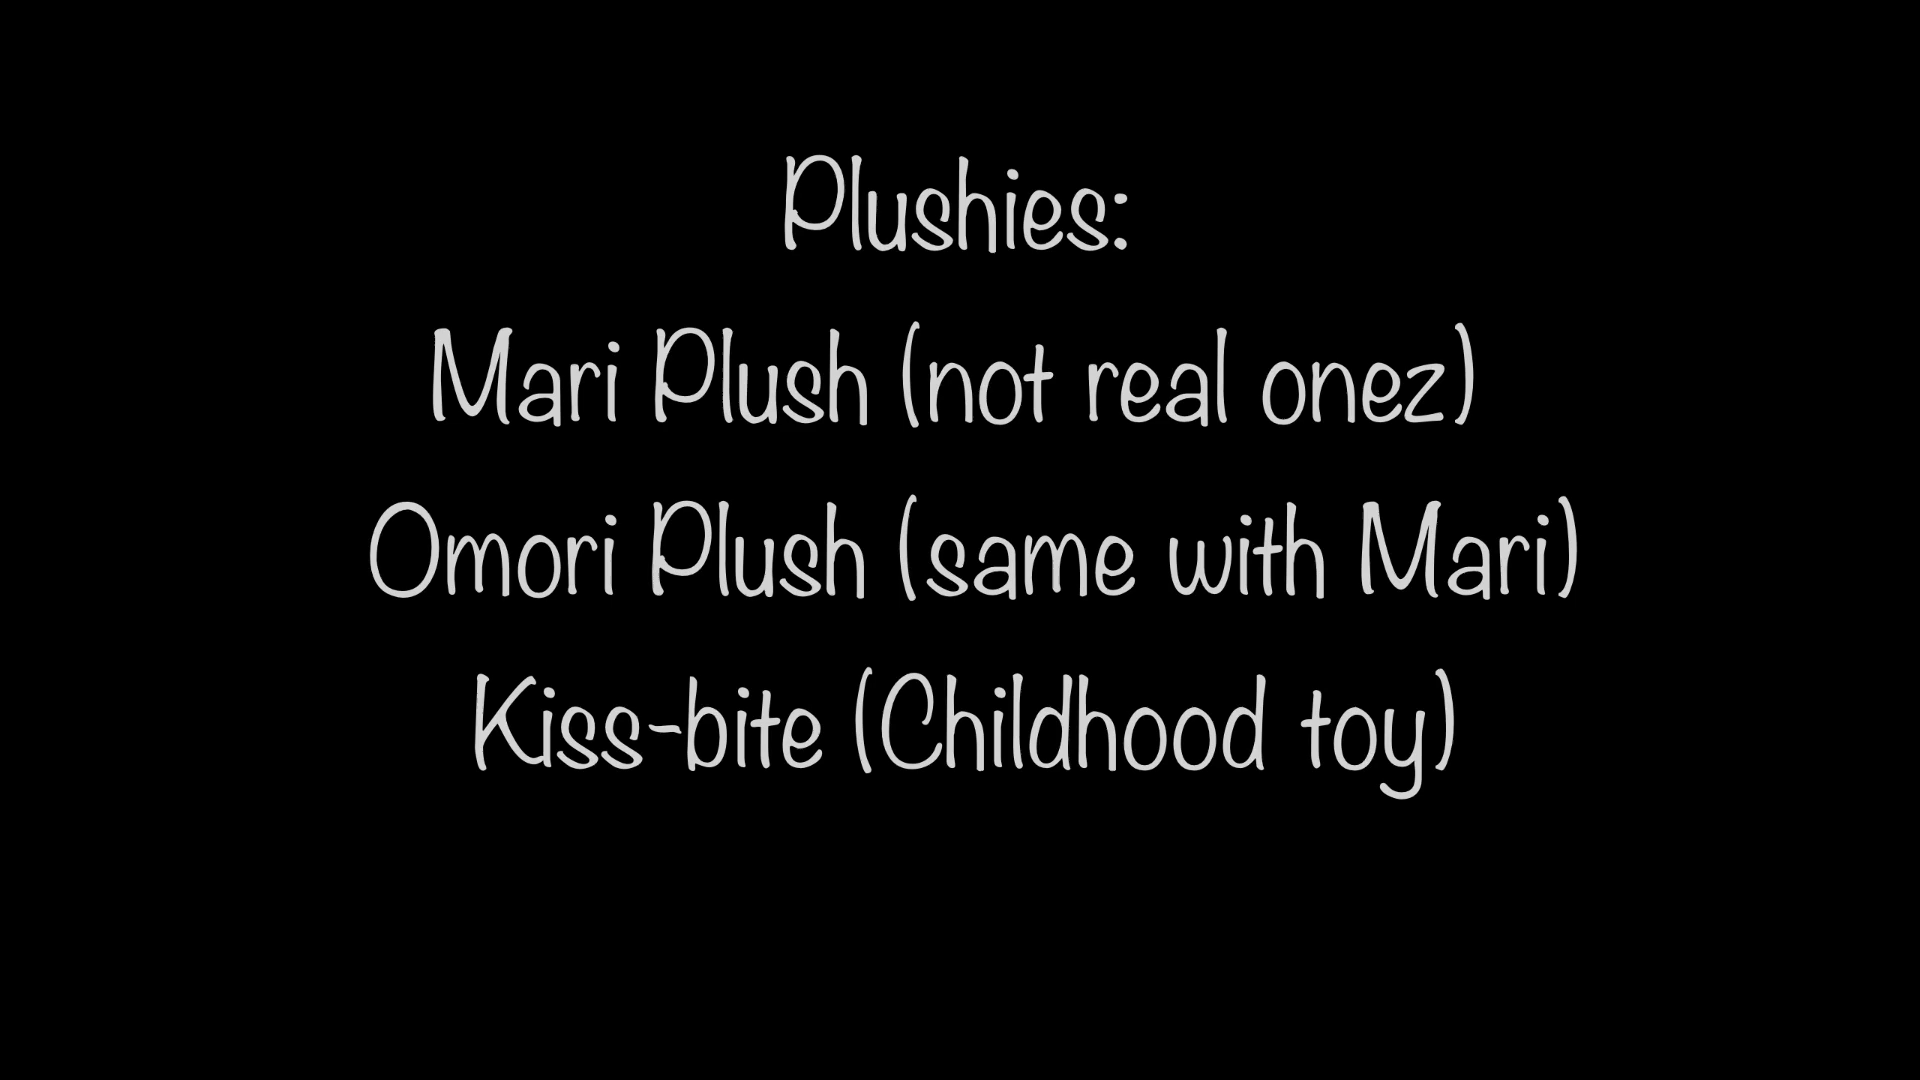 Plushies:
Mari Plush (not real onez)
Omori Plush (same with Mari)
Kiss-bite (Childhood toy)